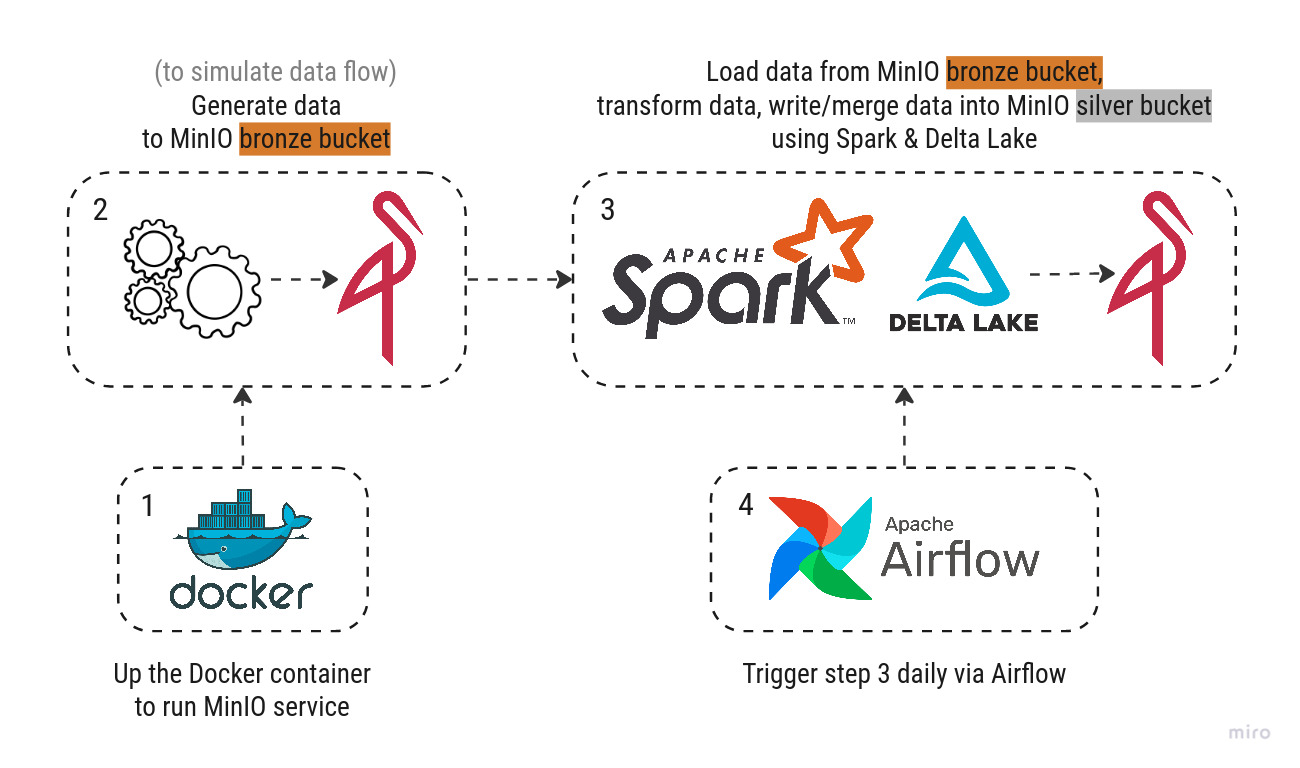 (to simulate data flow)
Generate data
to MinIO bronze bucket
Load data from MinIO bronze bucket,
transform data, write/merge data into MinIO silver bucket
using Spark & Delta Lake
2
3
APACHE
Spark™
DELTA LAKE
1
docker
4
Apache
Airflow
Up the Docker container
to run MinIO service
Trigger step 3 daily via Airflow
miro